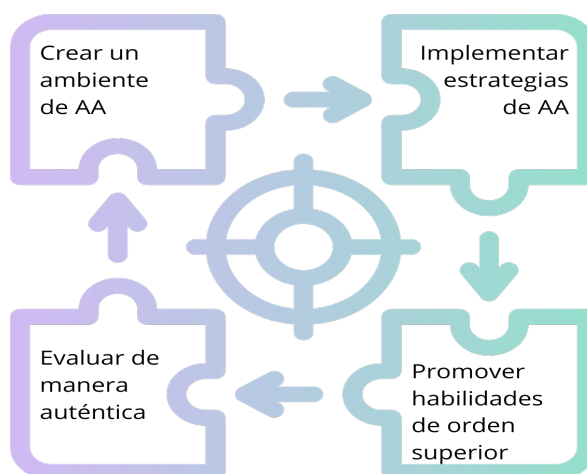 Crear un
ambiente
de AA
Implementar
estrategias
de AA
Evaluar de
manera
auténtica
Promover
habilidades
de orden
superior